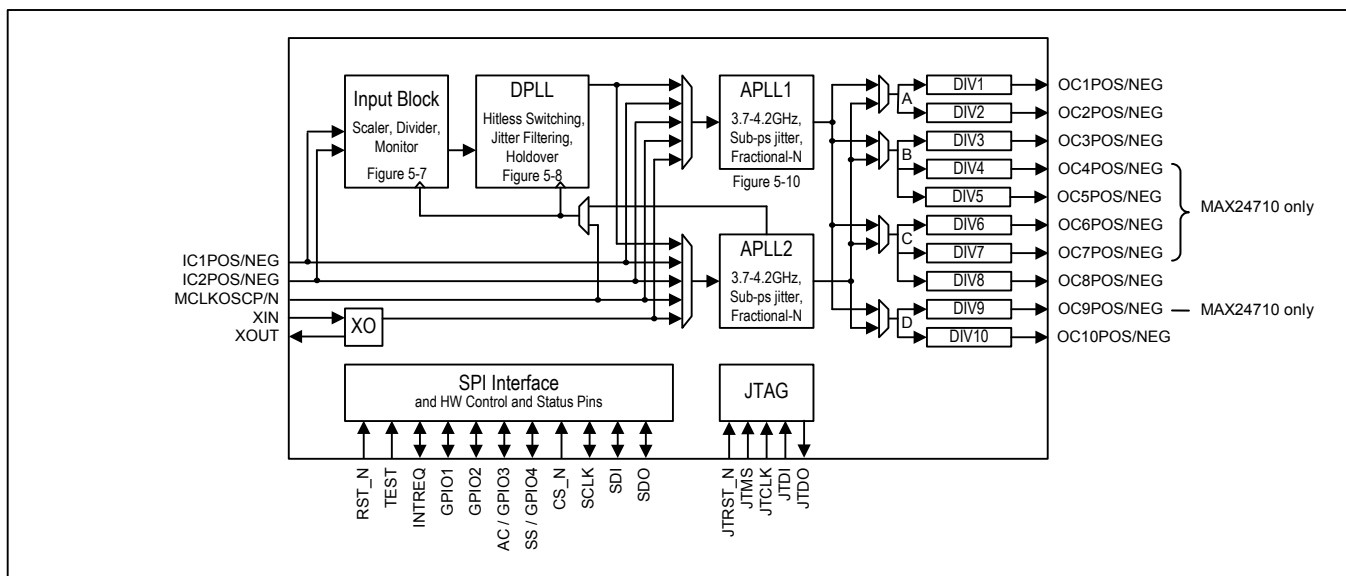 Input Block
Scaler, Divider,
Monitor
Figure 5-7
DPLL
Hitless Switching,
Jitter Filtering,
Holdover
Figure 5-8
APLL1
3.7-4.2GHz,
Sub-ps jitter,
Fractional-N
Figure 5-10
APLL2
3.7-4.2GHz,
Sub-ps jitter,
Fractional-N
A
B
C
D
DIV1
DIV2
DIV3
DIV4
DIV5
DIV6
DIV7
DIV8
DIV9
DIV10
OC1POS/NEG
OC2POS/NEG
OC3POS/NEG
OC4POS/NEG
OC5POS/NEG
OC6POS/NEG
OC7POS/NEG
OC8POS/NEG
OC9POS/NEG
OC10POS/NEG
MAX24710 only
MAX24710 only
IC1POS/NEG
IC2POS/NEG
MCLKOSCP/N
XIN
XOUT
XO
SPI Interface
and HW Control and Status Pins
JTAG
RST_N
TEST
INTREQ
GPIO1
GPIO2
AC / GPIO3
SS / GPIO4
CS_N
SCLK
SDI
SDO
JTRST_N
JTMS
JTCLK
JTDI
JTDO